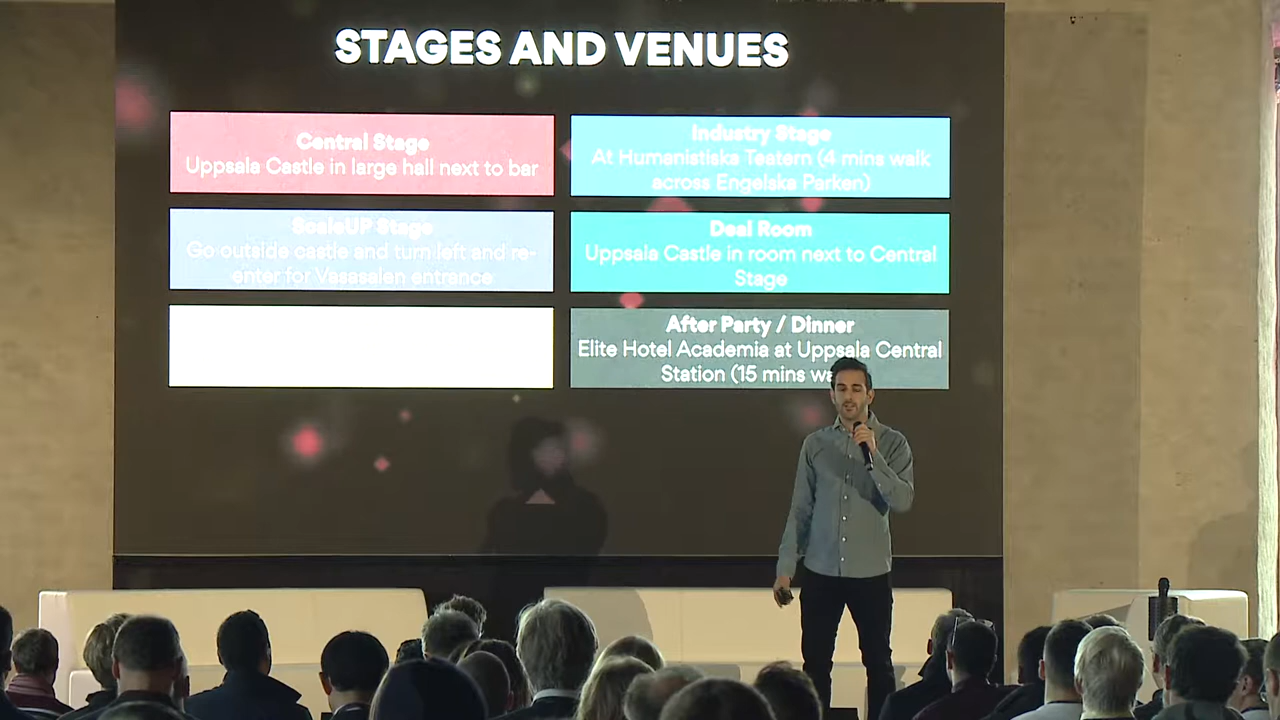 STAGES AND VENUES
Central Stage
Uppsala Castle in large hall next to bar
Industry Stage
At Humanistiska Teatern (4 mins walk
across Engelska Parken)
ScaleUP Stage
Go outside castle and turn left and re-
enter for Vasasalen entrance
Deal Room
Uppsala Castle in room next to Central
Stage
After Party / Dinner
Elite Hotel Academia at Uppsala Central
Station (15 mins